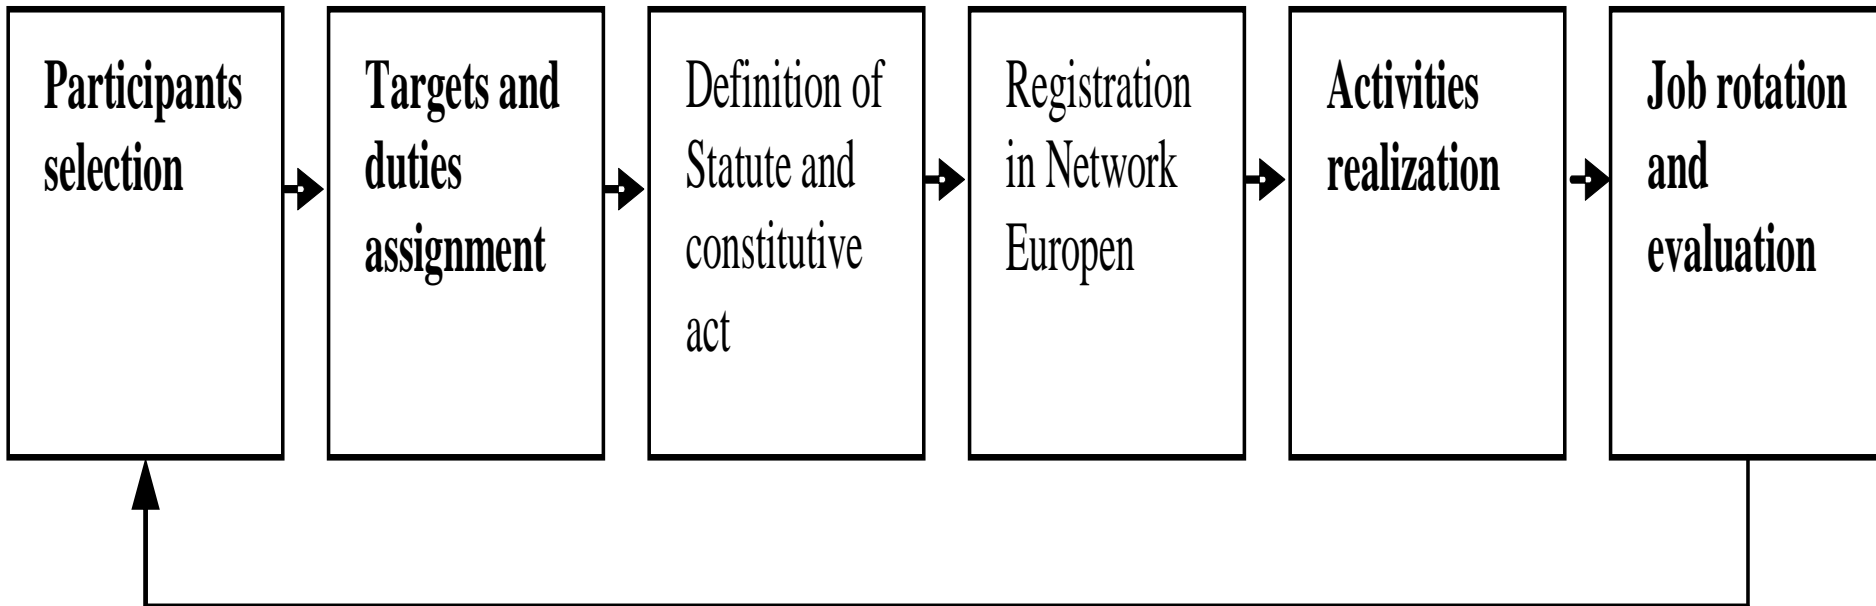 Participants
selection
Targets and
duties
assignment
Definition of
Statute and
constitutive
act
Registration
in Network
Europen
Activities
realization
Job rotation
and
evaluation